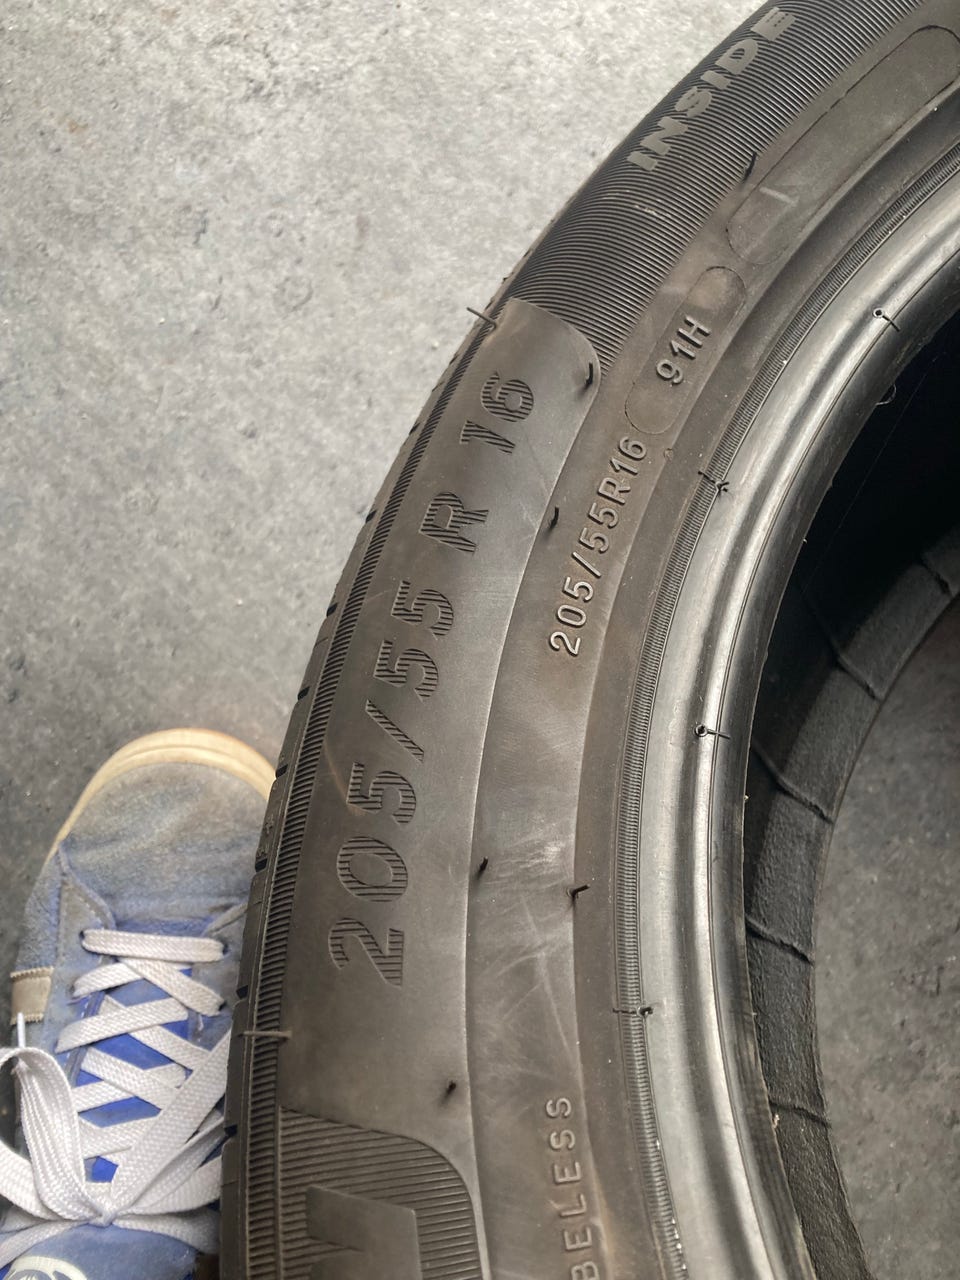 INSIDE
205/55 R 16
205/55R16 91H
BELESS